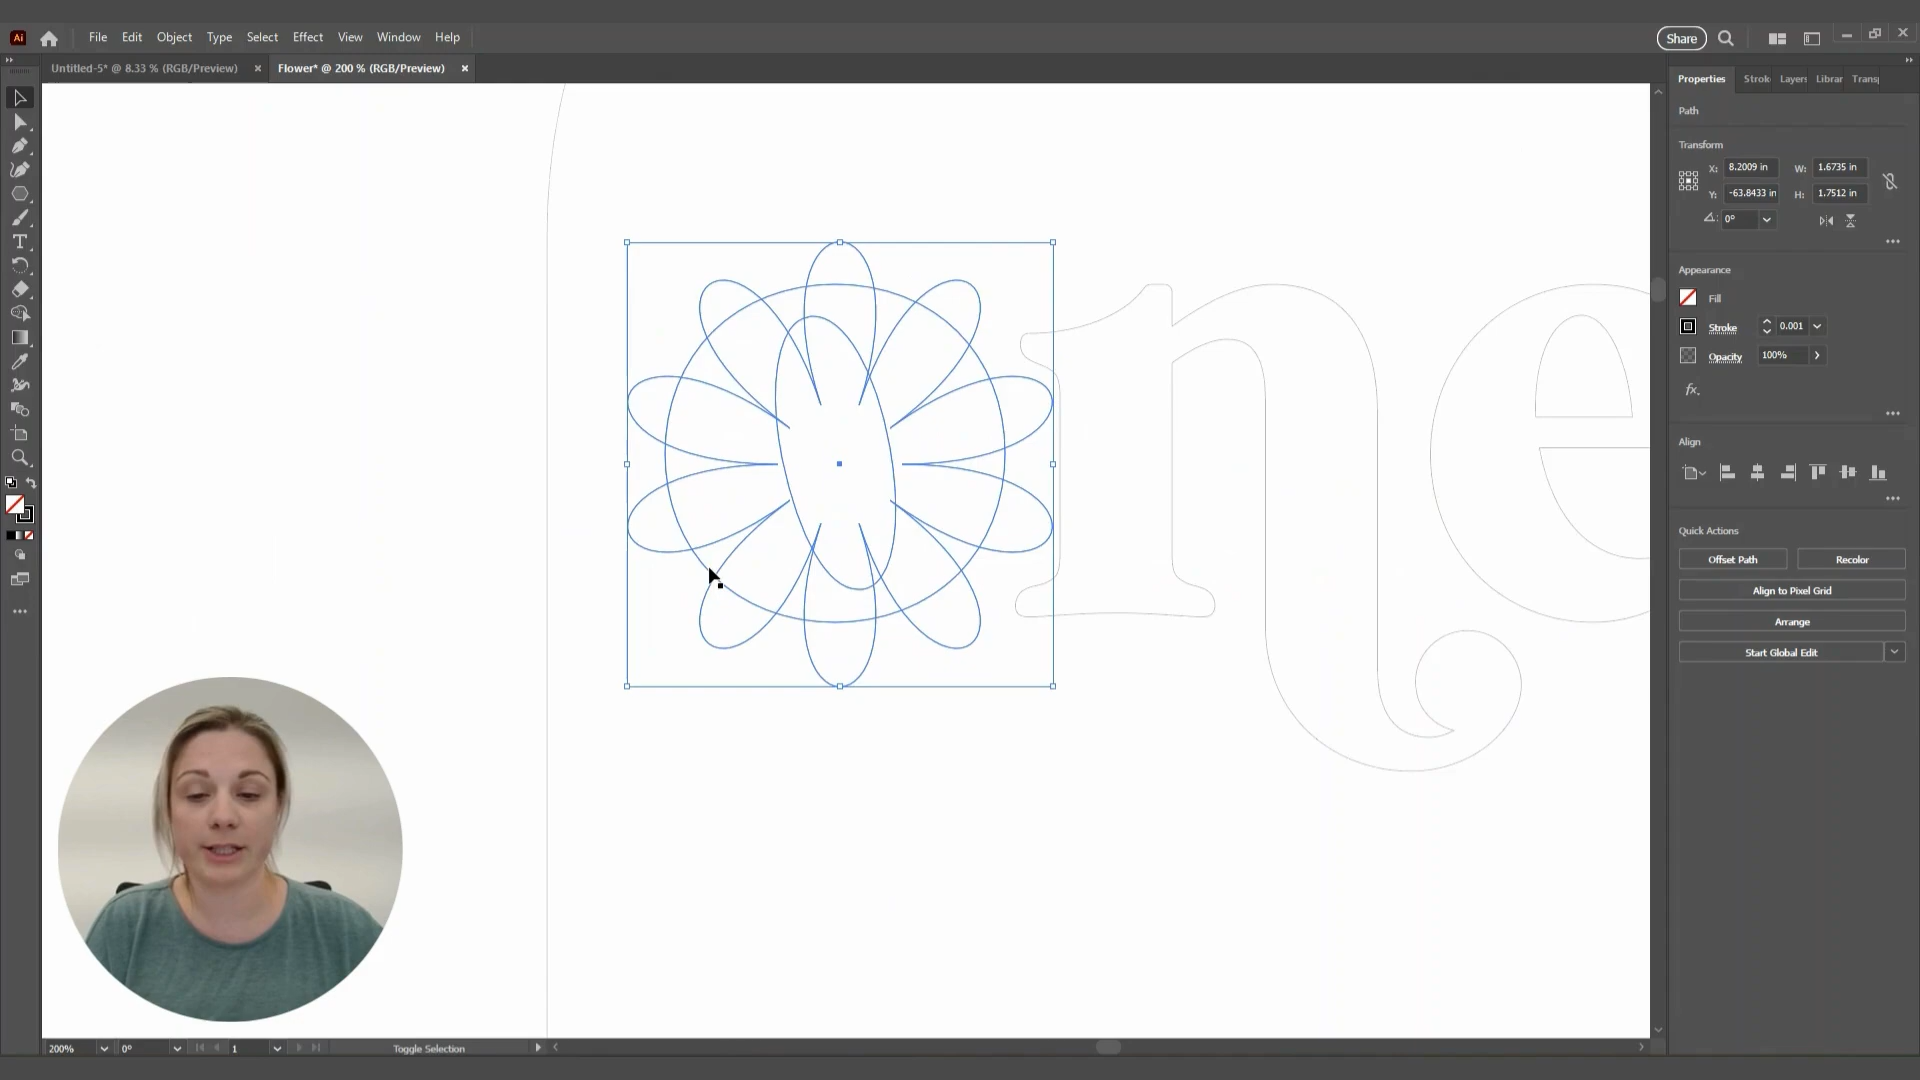 Ai File Edit Object Type Select Effect View Window Help Share
Untitled-5* @ 8.33 % (RGB/Preview) × Flower* @ 200 % (RGB/Preview) ×
Properties Strok Layers Librar Trans
Path
Transform
X: 8.2009 in W: 1.6735 in
Y: -63.8433 in H: 1.7512 in
0°
Appearance
Fill
Stroke 0.001
Opacity 100%
fx.
Align
Quick Actions
Offset Path Recolor
Align to Pixel Grid
Arrange
Start Global Edit
ne
200% 0° 1 Toggle Selection